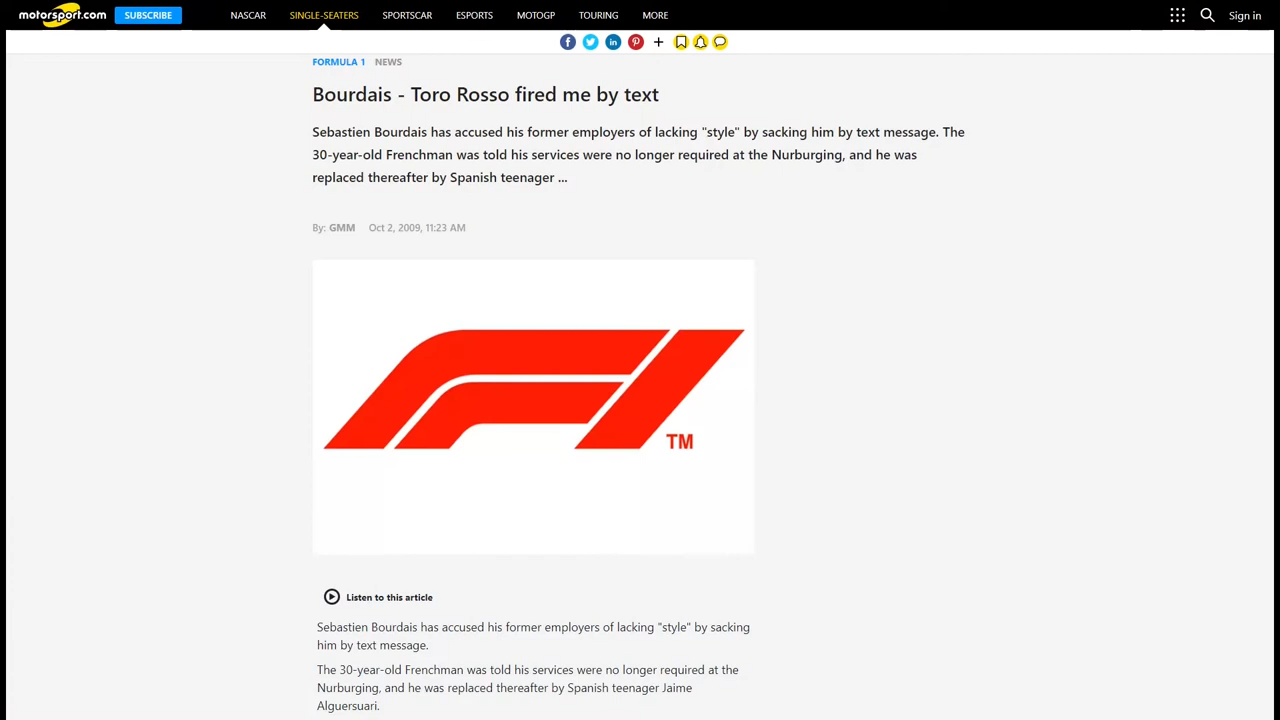 motorsport.com SUBSCRIBE NASCAR SINGLE-SEATERS SPORTSCAR ESPORTS MOTOGP TOURING MORE Sign in
FORMULA 1 NEWS
Bourdais - Toro Rosso fired me by text
Sebastien Bourdais has accused his former employers of lacking "style" by sacking him by text message. The
30-year-old Frenchman was told his services were no longer required at the Nurburging, and he was
replaced thereafter by Spanish teenager ...
By: GMM Oct 2, 2009, 11:23 AM
TM
Listen to this article
Sebastien Bourdais has accused his former employers of lacking "style" by sacking
him by text message.
The 30-year-old Frenchman was told his services were no longer required at the
Nurburging, and he was replaced thereafter by Spanish teenager Jaime
Alguersuari.